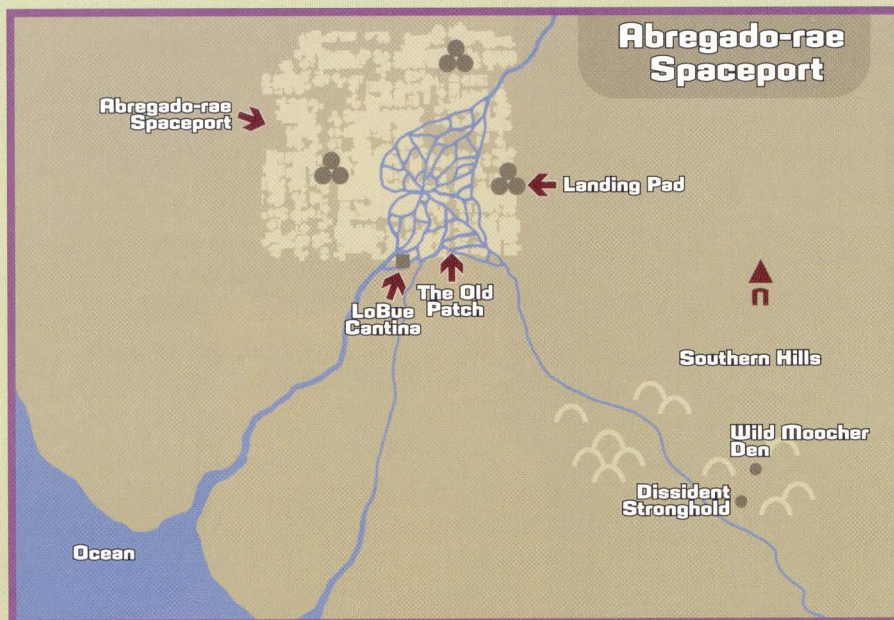 Abregado-rae
Spaceport
Abregado-rae
Spaceport
Landing Pad
The Old
Patch
LoBue
Cantina
n
Southern Hills
Wild Moocher
Den
Dissident
Stronghold
Ocean